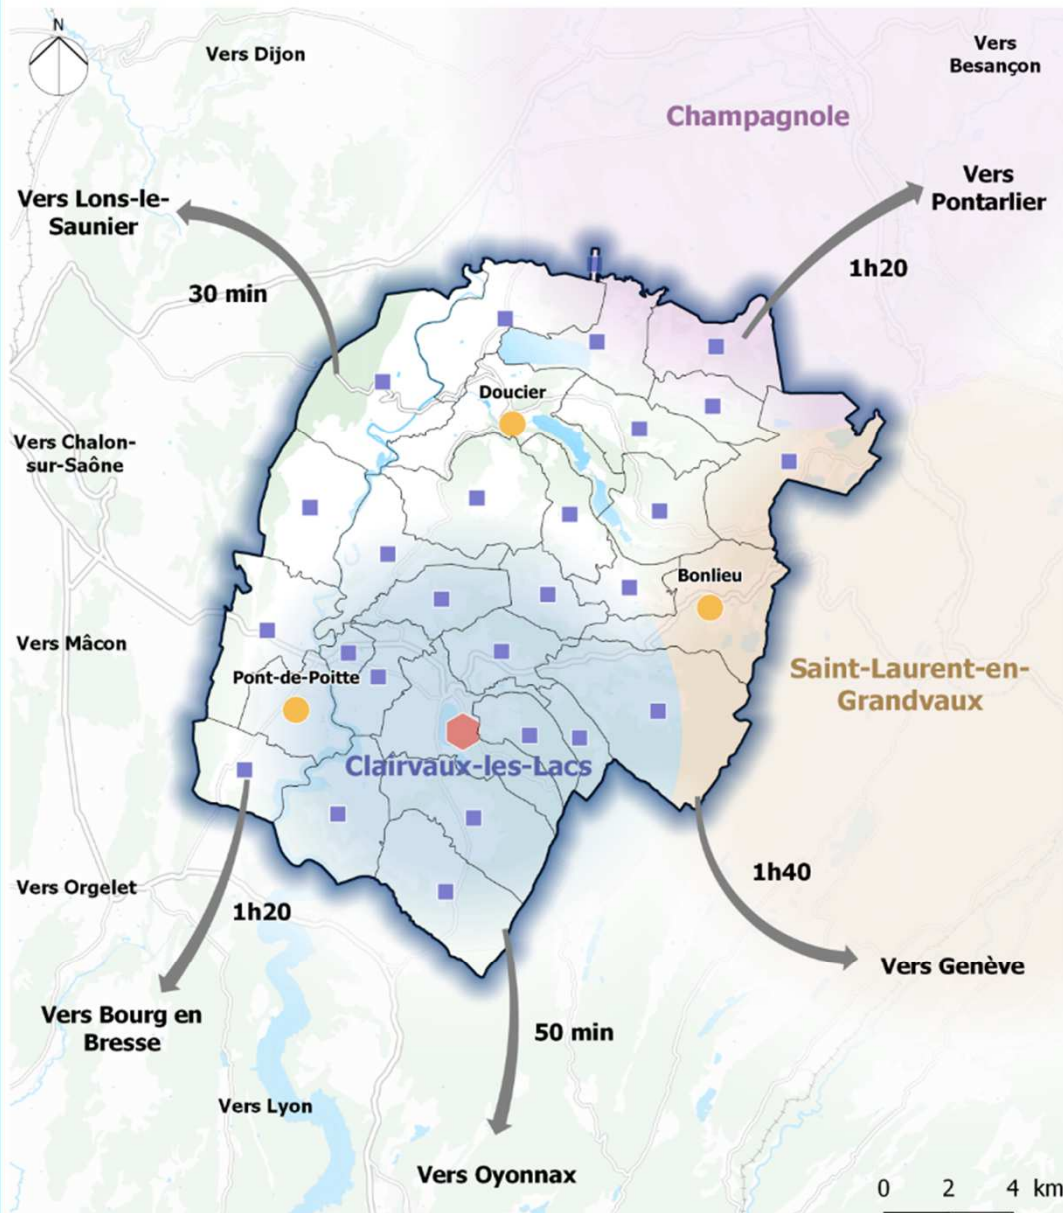 N
Vers Dijon
Vers
Besançon
Champagnole
Vers Lons-le-
Saunier
Vers
Pontarlier
1h20
30 min
Doucier
Vers Chalon-
sur-Saône
Bonlieu
Vers Mâcon
Pont-de-Poitte
Saint-Laurent-en-
Grandvaux
Clairvaux-les-Lacs
Vers Orgelet
1h20
1h40
Vers Genève
Vers Bourg en
Bresse
50 min
Vers Lyon
Vers Oyonnax
0 2 4 km